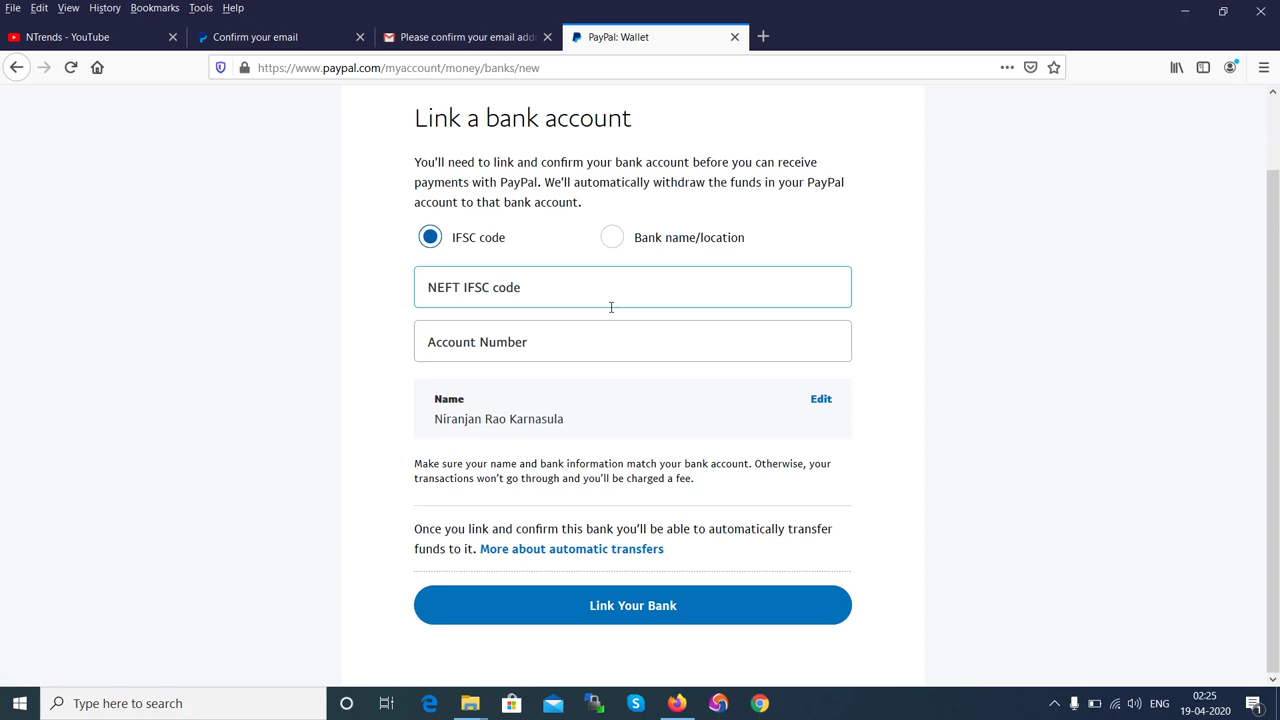 File Edit View History Bookmarks Tools Help
NTrends - YouTube
Confirm your email
Please confirm your email addr
PayPal: Wallet
https://www.paypal.com/myaccount/money/banks/new
Link a bank account
You'll need to link and confirm your bank account before you can receive
payments with PayPal. We'll automatically withdraw the funds in your PayPal
account to that bank account.
IFSC code
Bank name/location
NEFT IFSC code
Account Number
Name
Edit
Niranjan Rao Karnasula
Make sure your name and bank information match your bank account. Otherwise, your
transactions won't go through and you'll be charged a fee.
Once you link and confirm this bank you'll be able to automatically transfer
funds to it. More about automatic transfers
Link Your Bank
Type here to search
ENG
02:25
19-04-2020
1